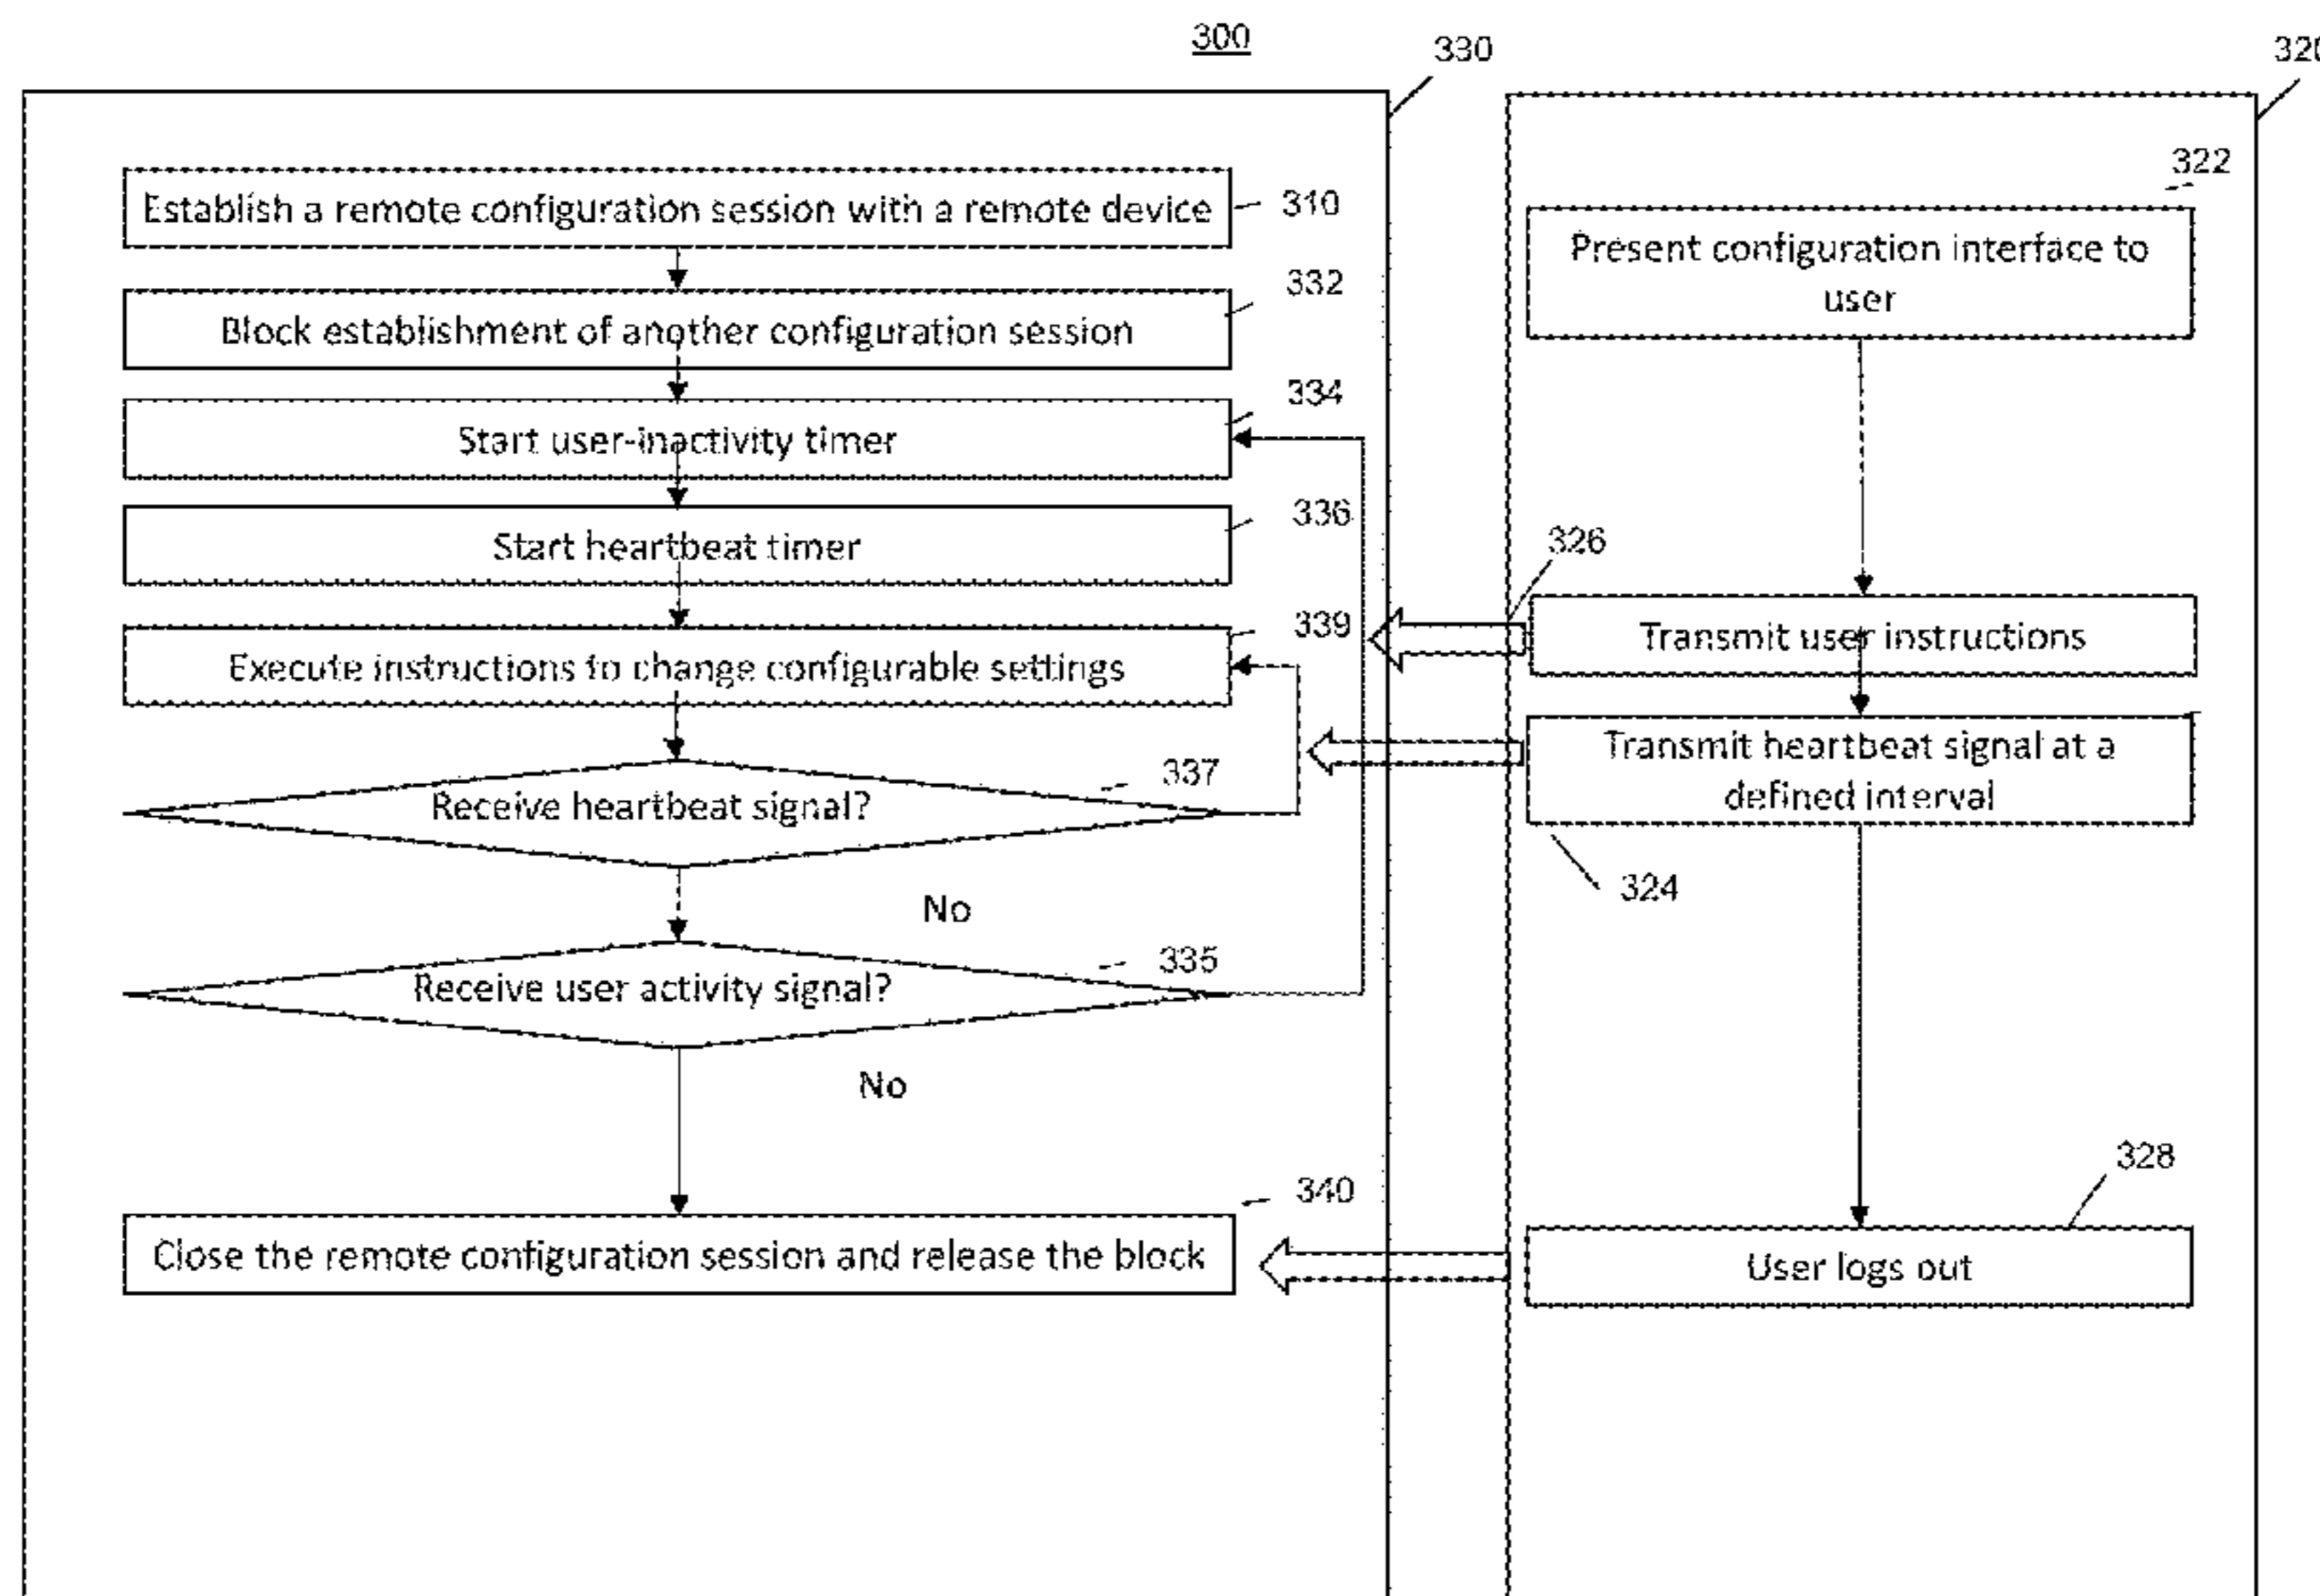 300
330
320
Establish a remote configuration session with a remote device
310
Block establishment of another configuration session
332
Start user-inactivity timer
334
Start heartbeat timer
336
Execute instructions to change configurable settings
339
Receive heartbeat signal?
337
No
Receive user activity signal?
335
No
Close the remote configuration session and release the block
340
322
Present configuration interface to
user
326
Transmit user instructions
Transmit heartbeat signal at a
defined interval
324
328
User logs out